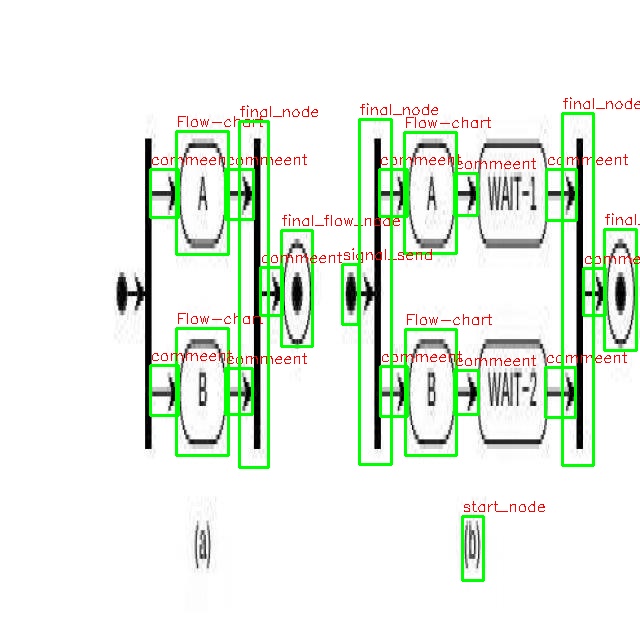 final_node
final_node
final_node
Flow-chart
Flow-chart
commeent
commeent
commeent
commeent
commeent
A
A
WAIT-1
final_flow_node
final_
signal_send
commeent
comme
Flow-chart
Flow-chart
commeent
commeent
commeent
commeent
commeent
B
B
WAIT-2
start_node
(a)
(b)